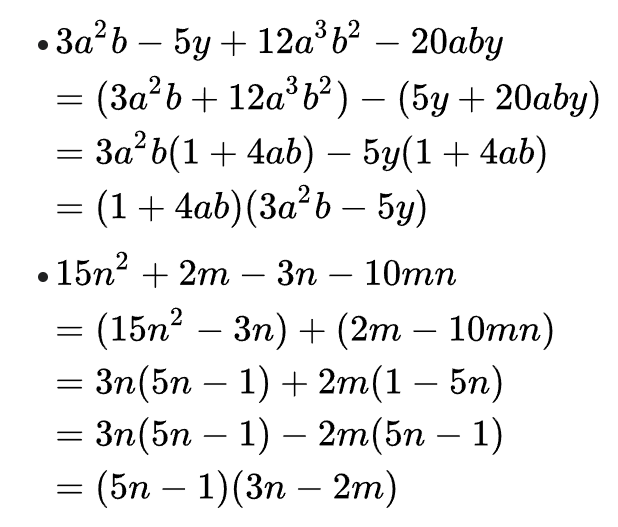 • 3a²b − 5y + 12a³b² − 20aby
= (3a²b + 12a³b²) − (5y + 20aby)
= 3a²b(1 + 4ab) − 5y(1 + 4ab)
= (1 + 4ab)(3a²b − 5y)
• 15n² + 2m − 3n − 10mn
= (15n² − 3n) + (2m − 10mn)
= 3n(5n − 1) + 2m(1 − 5n)
= 3n(5n − 1) − 2m(5n − 1)
= (5n − 1)(3n − 2m)